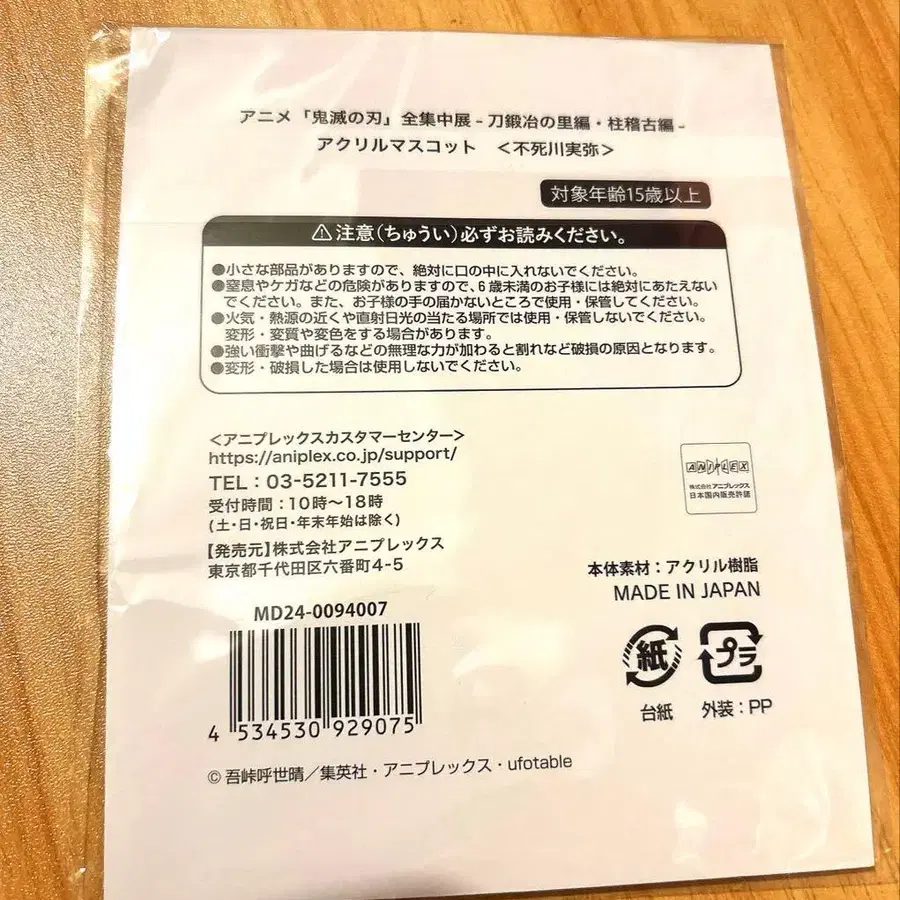 アニメ「鬼滅の刃」全集中展 - 刀鍛冶の里編・柱稽古編 -
アクリルマスコット ＜不死川実弥＞
対象年齢15歳以上
⚠注意(ちゅうい)必ずお読みください。
●小さな部品がありますので、絶対に口の中に入れないでください。
●窒息やケガなどの危険がありますので、6歳未満のお子様には絶対にあたえない
でください。また、お子様の手の届かないところで使用・保管してください。
●火気・熱源の近くや直射日光の当たる場所では使用・保管しないでください。
変形・変質や変色をする場合があります。
●強い衝撃や曲げるなどの無理な力が加わると割れなど破損の原因となります。
●変形・破損した場合は使用しないでください。
＜アニプレックスカスタマーセンター＞
https://aniplex.co.jp/support/
TEL：03-5211-7555
受付時間：10時〜18時
(土・日・祝日・年末年始は除く)
【発売元】株式会社アニプレックス
東京都千代田区六番町4-5
ANIPLEX
株式会社アニプレックス
日本国内販売許諾
本体素材：アクリル樹脂
MADE IN JAPAN
MD24-0094007
4 534530 929075
紙
プラ
台紙 外装：PP
© 吾峠呼世晴／集英社・アニプレックス・ufotable